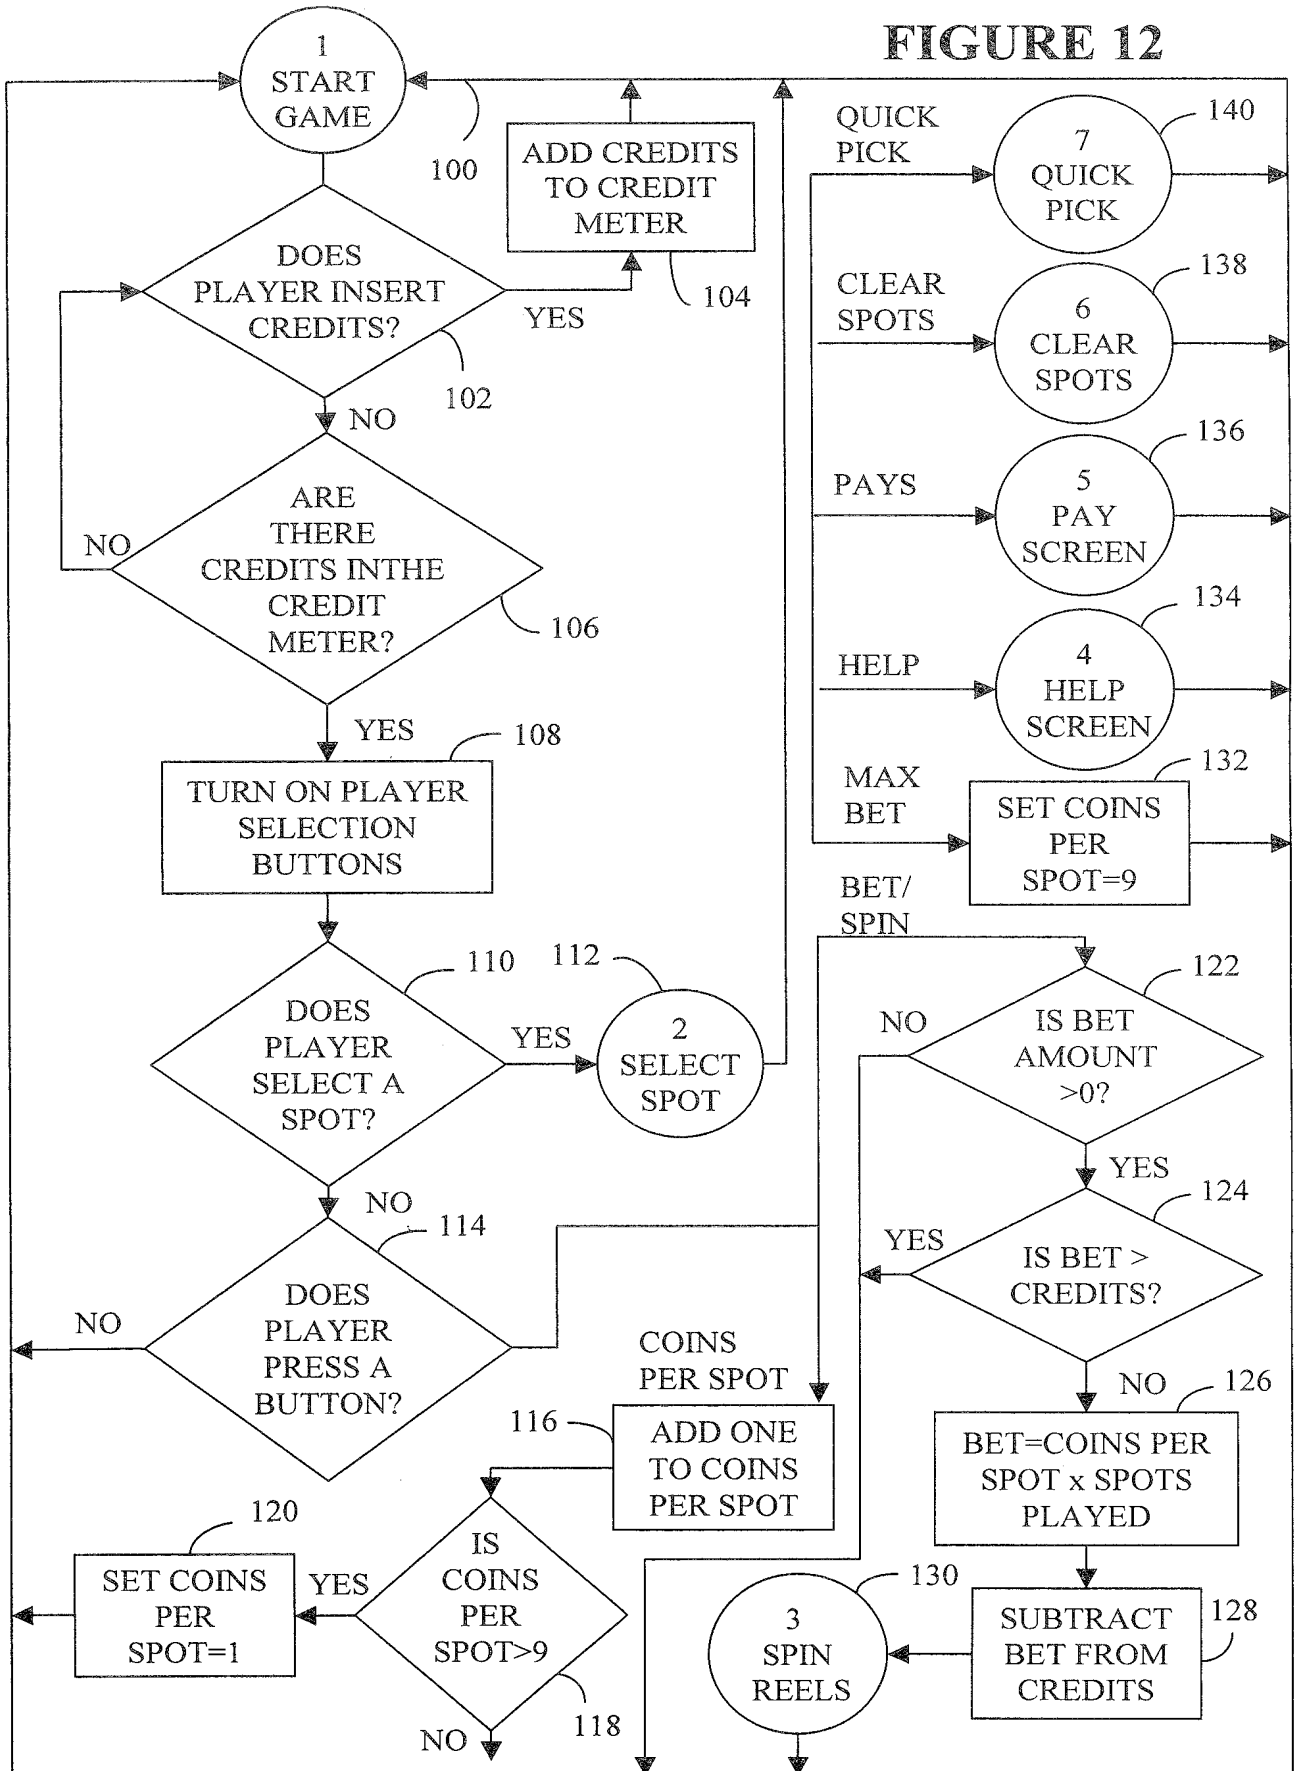 FIGURE 12
1
START
GAME
100
ADD CREDITS
TO CREDIT
METER
104
DOES
PLAYER INSERT
CREDITS?
YES
102
NO
ARE
THERE
CREDITS INTHE
CREDIT
METER?
NO
106
YES
108
TURN ON PLAYER
SELECTION
BUTTONS
110
DOES
PLAYER
SELECT A
SPOT?
YES
112
2
SELECT
SPOT
NO
114
DOES
PLAYER
PRESS A
BUTTON?
NO
COINS
PER SPOT
116
ADD ONE
TO COINS
PER SPOT
IS
COINS
PER
SPOT>9
118
YES
NO
120
SET COINS
PER
SPOT=1
QUICK
PICK
7
QUICK
PICK
140
CLEAR
SPOTS
6
CLEAR
SPOTS
138
PAYS
5
PAY
SCREEN
136
HELP
4
HELP
SCREEN
134
MAX
BET
SET COINS
PER
SPOT=9
132
BET/
SPIN
122
IS BET
AMOUNT
>0?
NO
YES
124
IS BET >
CREDITS?
YES
NO
126
BET=COINS PER
SPOT x SPOTS
PLAYED
SUBTRACT
BET FROM
CREDITS
128
130
3
SPIN
REELS